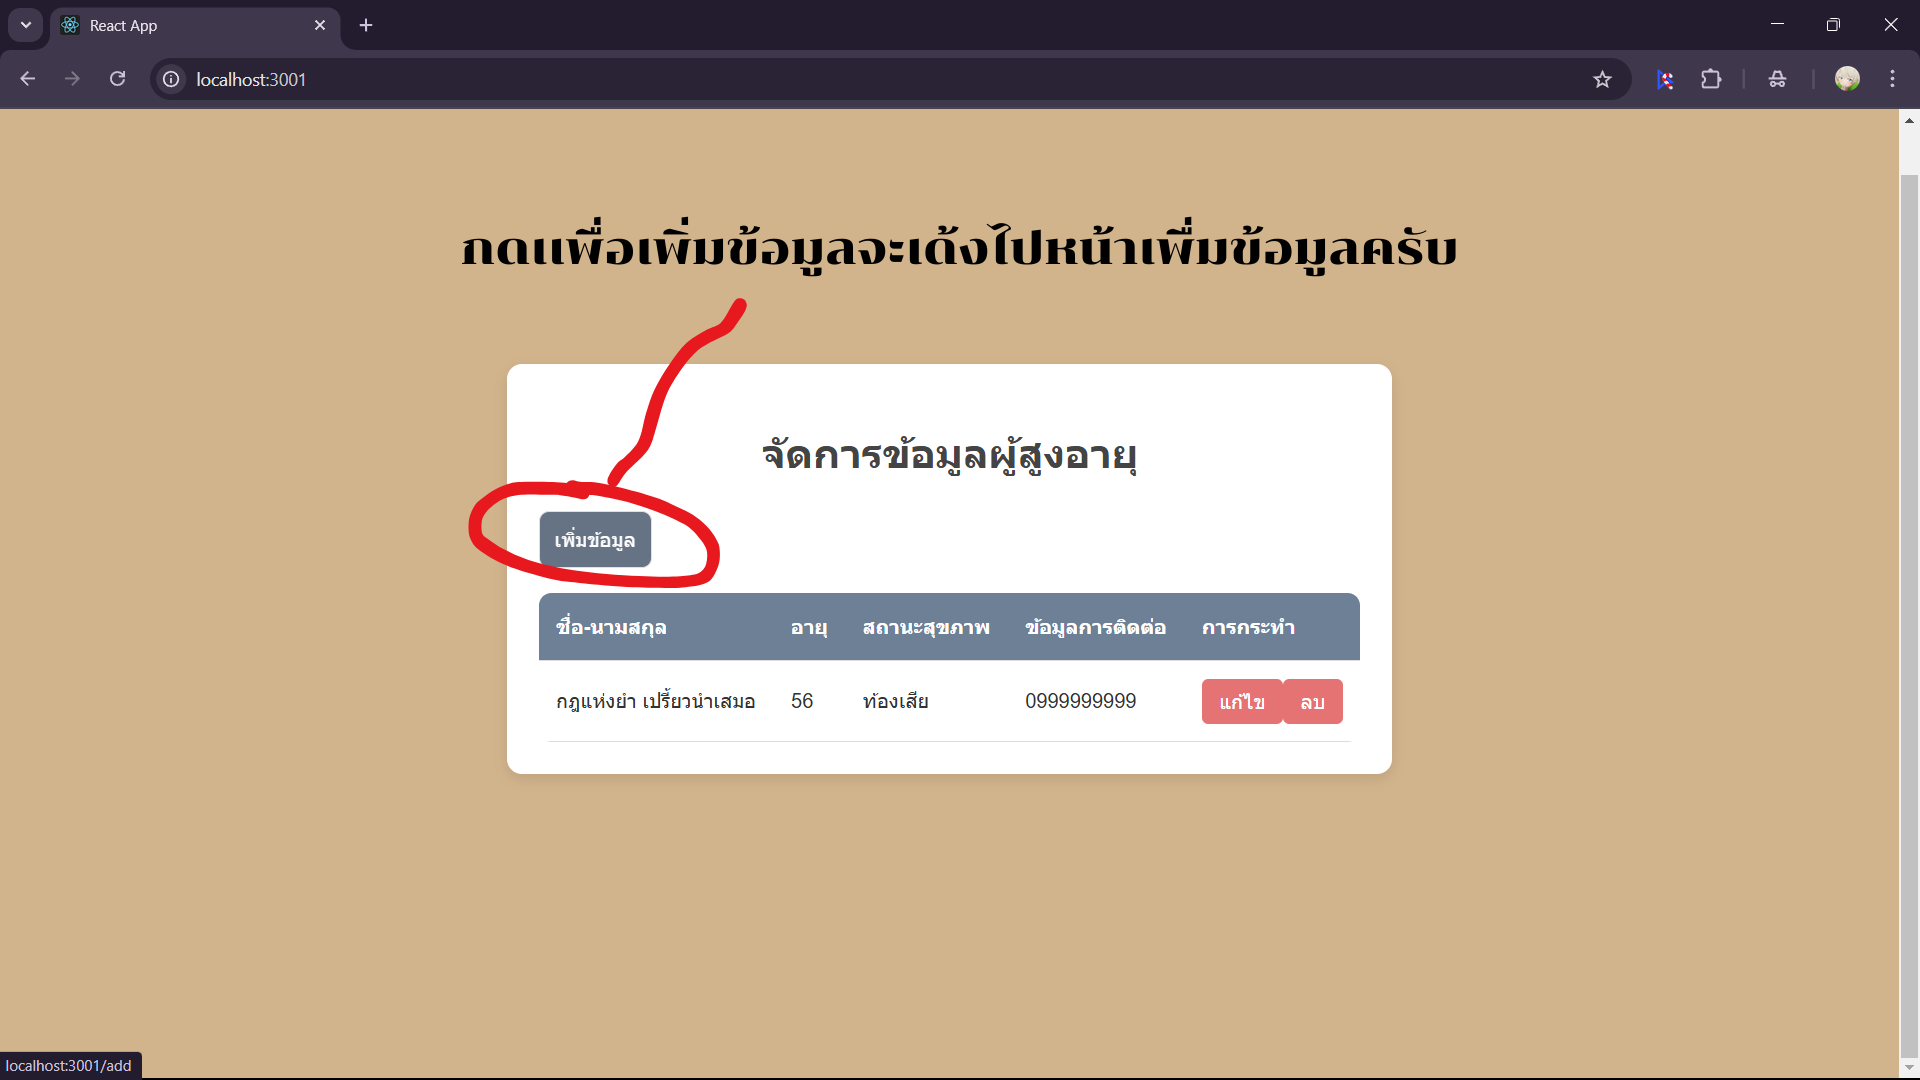 React App
localhost:3001
กดแพื่อเพิ่มข้อมูลจะเด้งไปหน้าเพื่มข้อมูลครับ
จัดการข้อมูลผู้สูงอายุ
เพิ่มข้อมูล
ชื่อ-นามสกุล อายุ สถานะสุขภาพ ข้อมูลการติดต่อ การกระทำ
กฎแห่งยำ เปรี้ยวนำเสมอ 56 ท้องเสีย 0999999999 แก้ไข ลบ
localhost:3001/add